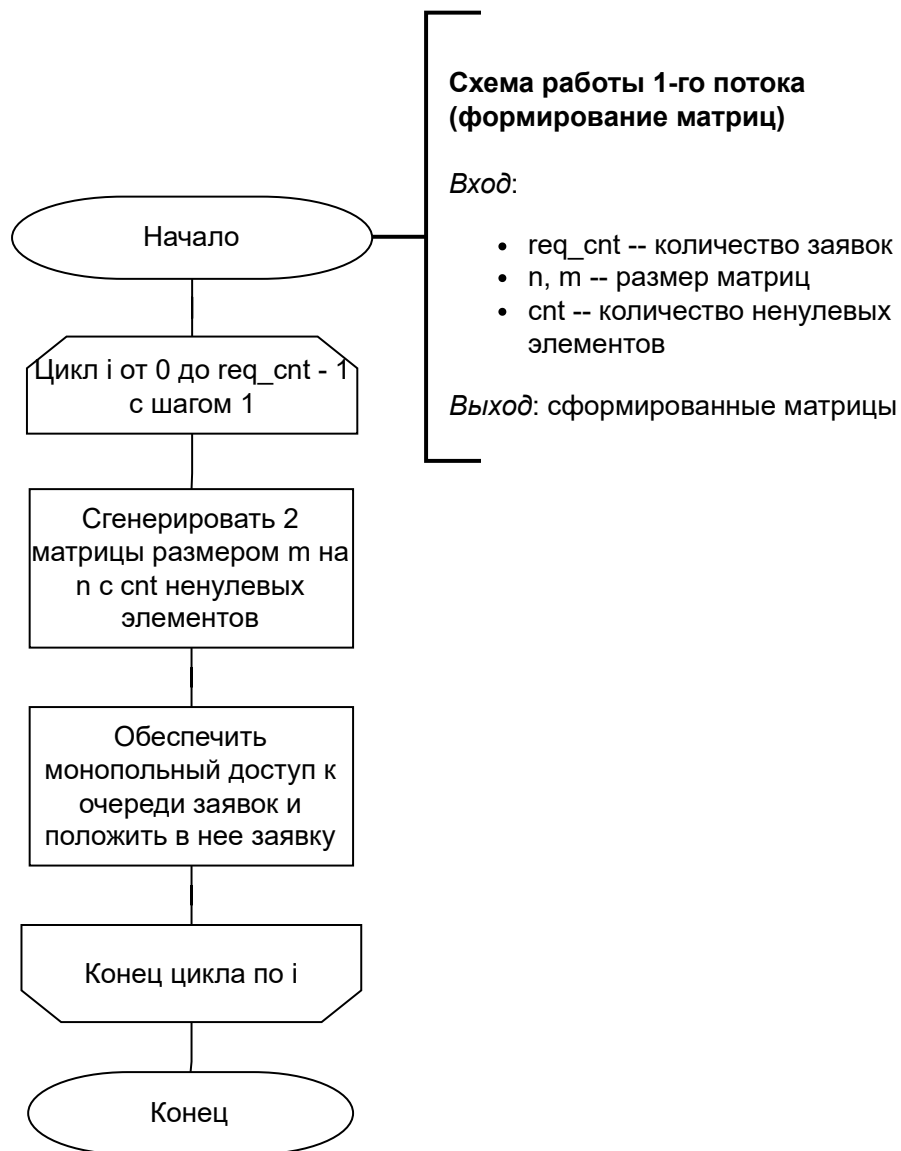 Схема работы 1-го потока
(формирование матриц)
Вход:
• req_cnt -- количество заявок
• n, m -- размер матриц
• cnt -- количество ненулевых
элементов
Выход: сформированные матрицы
Начало
Цикл i от 0 до req_cnt - 1
с шагом 1
Сгенерировать 2
матрицы размером m на
n с cnt ненулевых
элементов
Обеспечить
монопольный доступ к
очереди заявок и
положить в нее заявку
Конец цикла по i
Конец